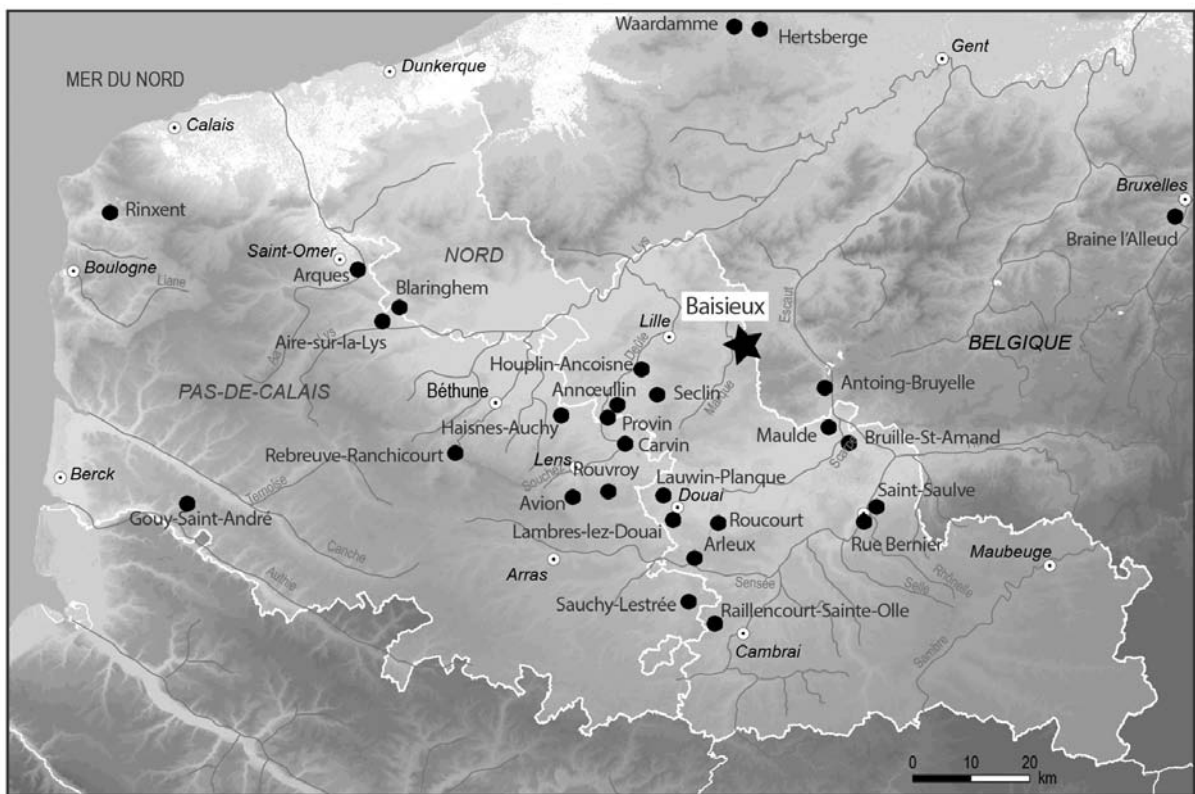 Waardamme
Hertsberge
Gent
MER DU NORD
Dunkerque
Calais
Bruxelles
Rinxent
Braine l'Alleud
Saint-Omer
NORD
Lys
Boulogne
Arques
Liane
Blaringhem
Baisieux
Escaut
Lille
BELGIQUE
Aire-sur-la-Lys
Aa
Lys
Deûle
Houplin-Ancoisne
PAS-DE-CALAIS
Béthune
Annœullin
Seclin
Marque
Antoing-Bruyelle
Haisnes-Auchy
Provin
Maulde
Bruille-St-Amand
Carvin
Scarpe
Rebreuve-Ranchicourt
Lens
Berck
Rouvroy
Souchez
Lauwin-Planque
Ternoise
Avion
Douai
Saint-Saulve
Gouy-Saint-André
Lambres-lez-Douai
Roucourt
Rue Bernier
Canche
Arleux
Maubeuge
Authie
Arras
Sensée
Selle
Rhônelle
Sauchy-Lestrée
Raillencourt-Sainte-Olle
Cambrai
Sambre
0 10 20
km